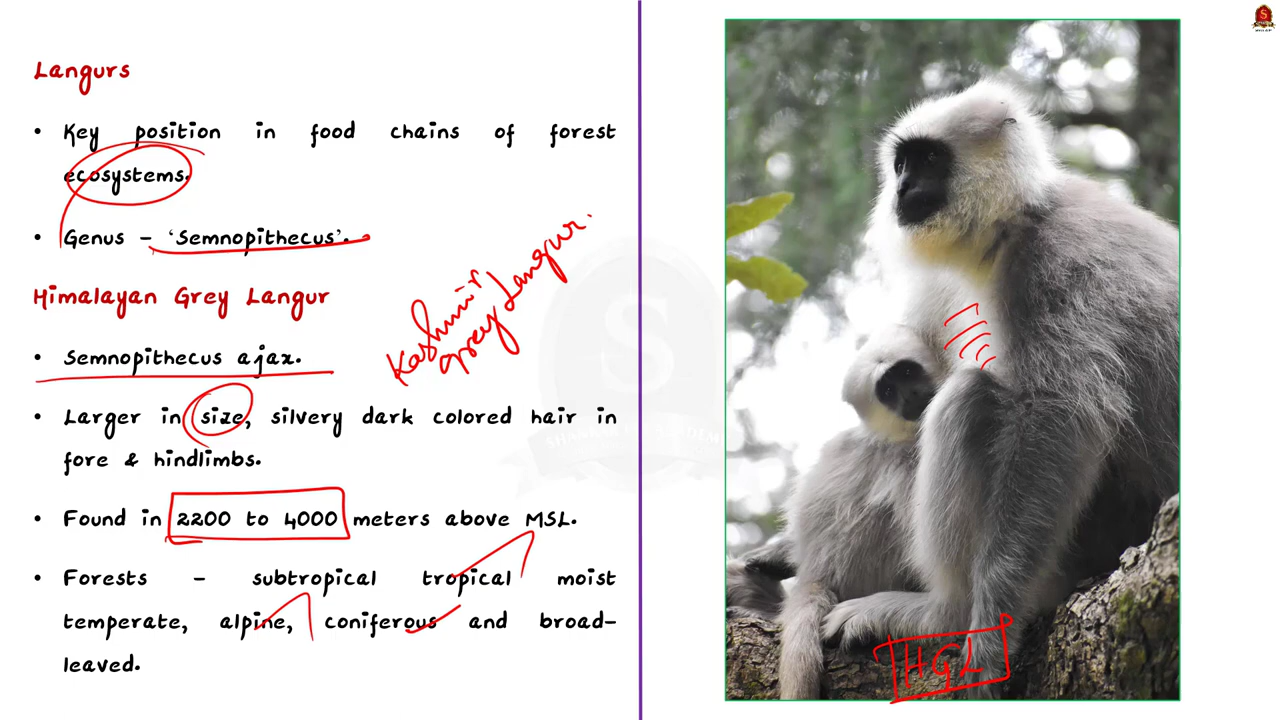 Langurs
• Key position in food chains of forest
ecosystems.
• Genus – ‘Semnopithecus’.
Himalayan Grey Langur
• Semnopithecus ajax.
• Larger in size, silvery dark colored hair in
fore & hindlimbs.
• Found in 2200 to 4000 meters above MSL.
• Forests – subtropical tropical moist
temperate, alpine, coniferous and broad-
leaved.
Kashmir
grey Langur.
HGL